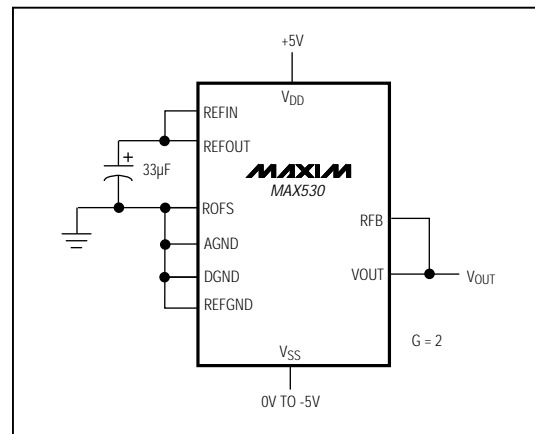 +5V
VDD
REFIN
REFOUT
+
33µF
MAXIM
MAX530
ROFS
RFB
AGND
DGND
VOUT
VOUT
REFGND
G = 2
VSS
0V TO -5V